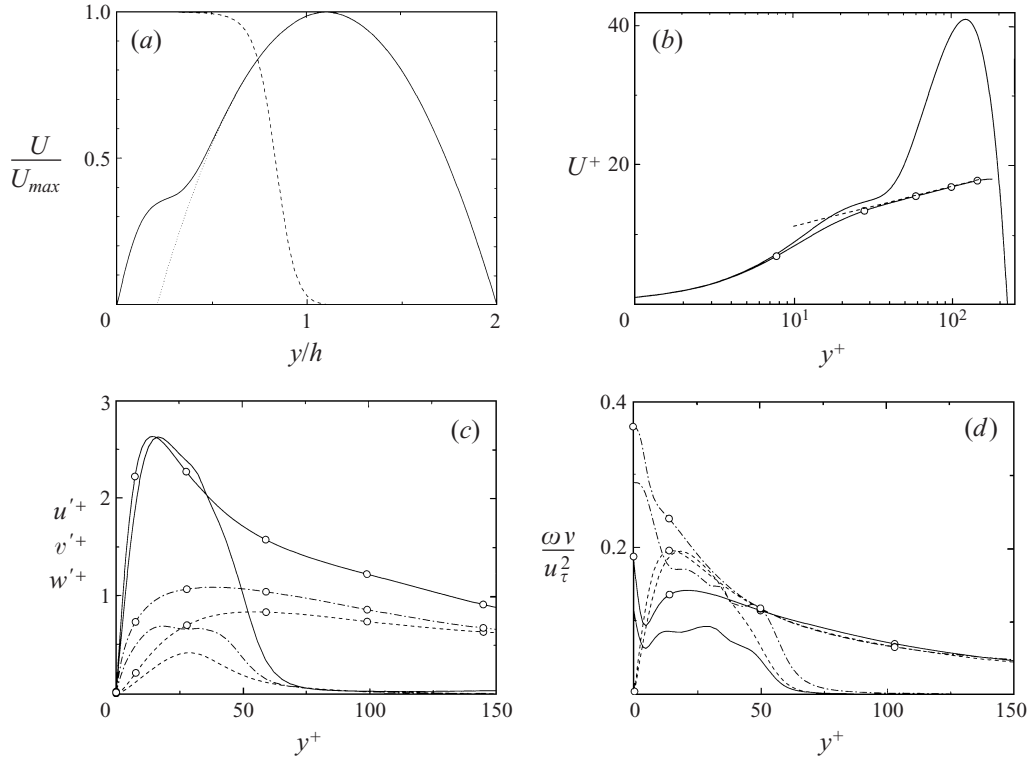 (a)
1.0
0.5
0
1
2
U
U_max
y/h
(b)
40
20
0
10^1
10^2
U^+
y^+
(c)
3
2
1
0
50
100
150
u'^+
v'^+
w'^+
y^+
(d)
0.4
0.2
0
50
100
150
ων
u_τ^2
y^+